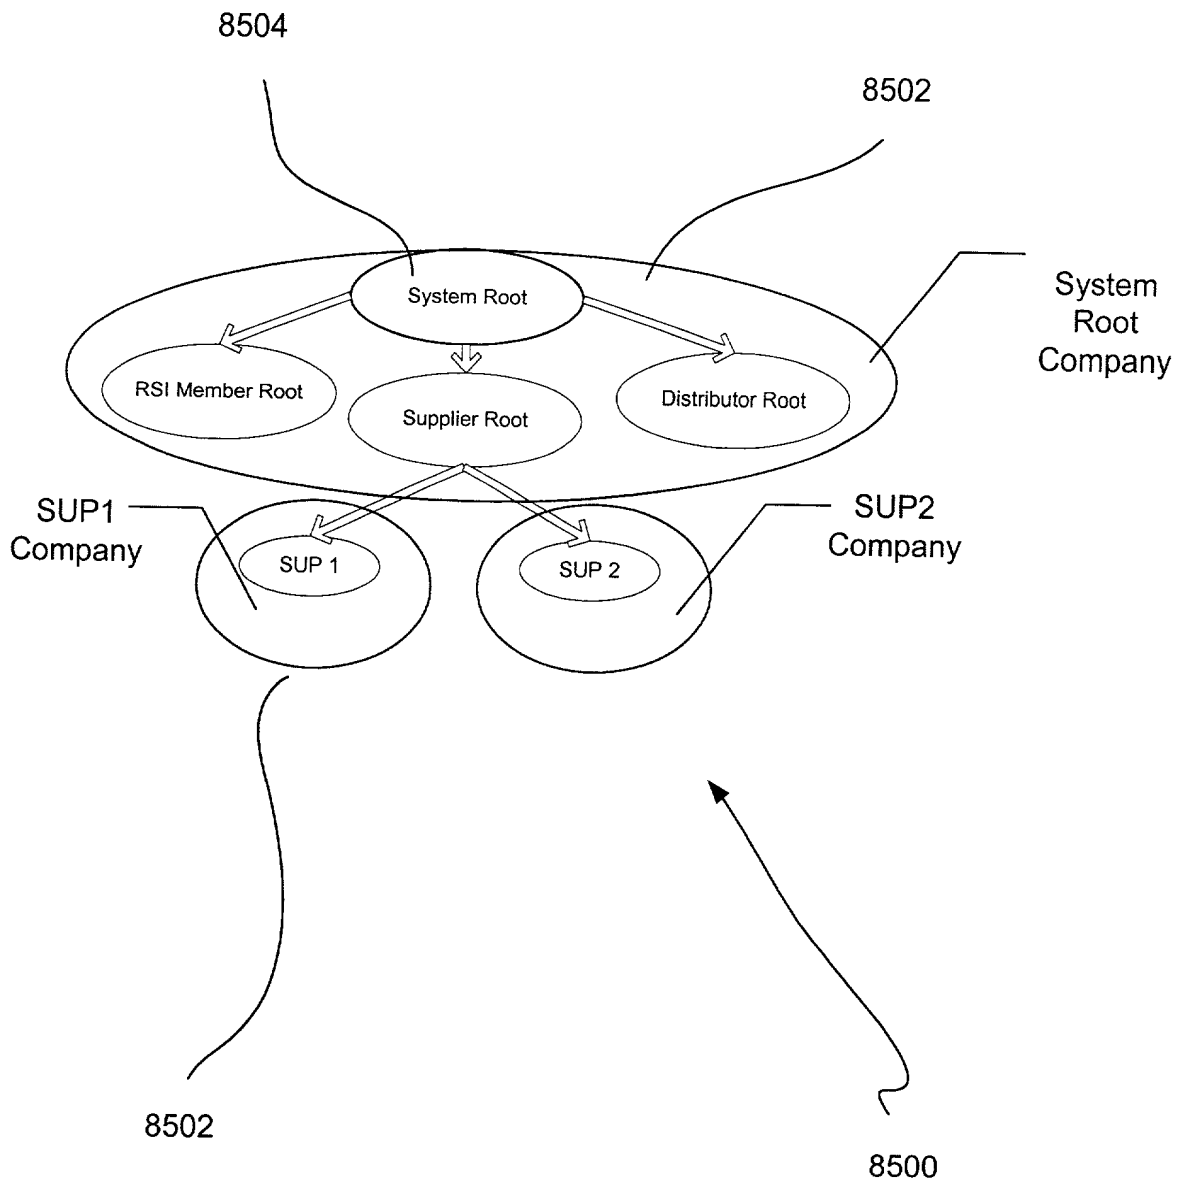 8504
8502
System Root
System
Root
Company
RSI Member Root
Supplier Root
Distributor Root
SUP1
Company
SUP2
Company
SUP 1
SUP 2
8502
8500